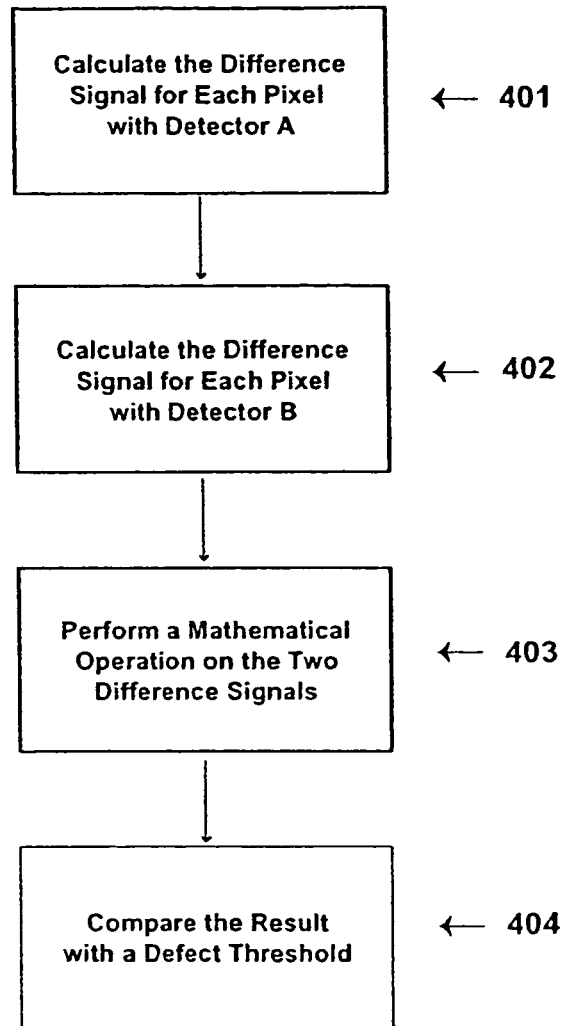 Calculate the Difference
Signal for Each Pixel
with Detector A
← 401
Calculate the Difference
Signal for Each Pixel
with Detector B
← 402
Perform a Mathematical
Operation on the Two
Difference Signals
← 403
Compare the Result
with a Defect Threshold
← 404